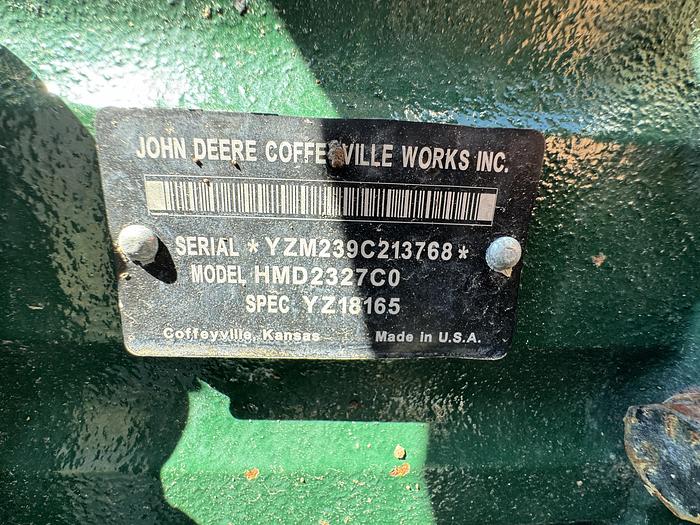 JOHN DEERE COFFEYVILLE WORKS INC.
SERIAL *YZM239C213768*
MODEL HMD2327C0
SPEC YZ18165
Coffeyville, Kansas Made in U.S.A.